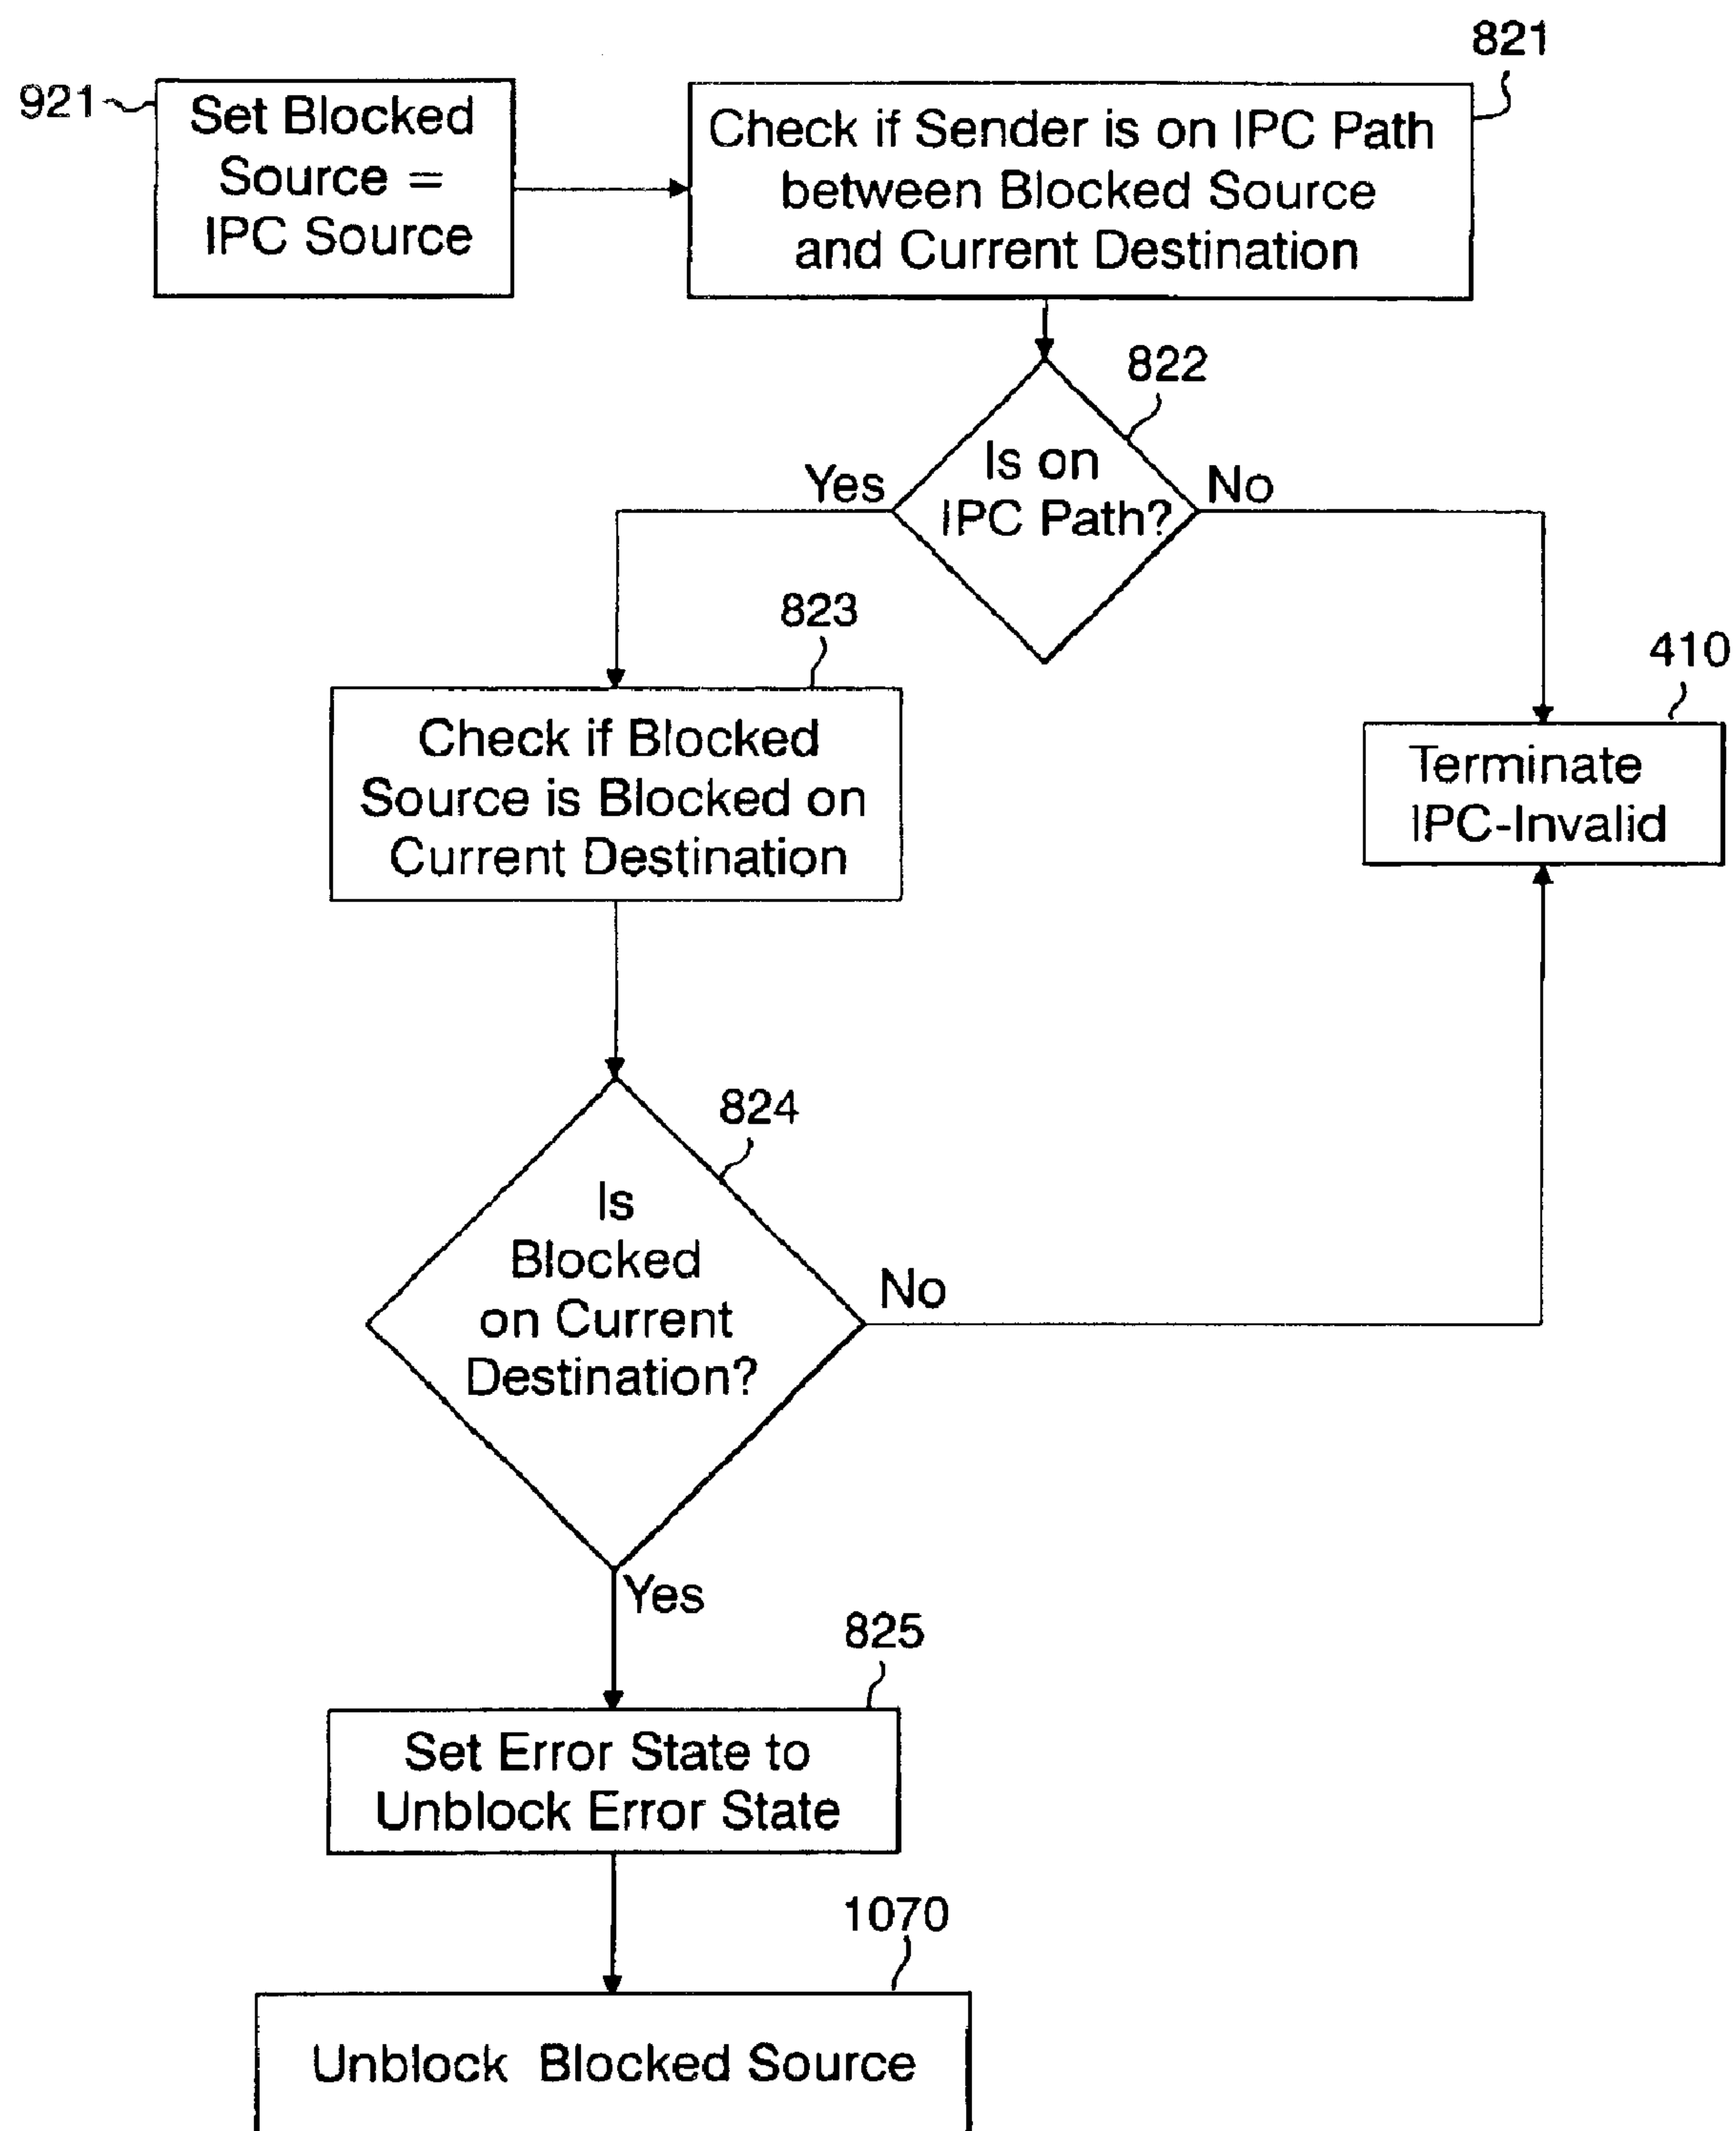 821
921
Set Blocked
Source =
IPC Source
Check if Sender is on IPC Path
between Blocked Source
and Current Destination
822
Is on
IPC Path?
Yes
No
823
410
Check if Blocked
Source is Blocked on
Current Destination
Terminate
IPC-Invalid
824
Is
Blocked
on Current
Destination?
No
Yes
825
Set Error State to
Unblock Error State
1070
Unblock Blocked Source